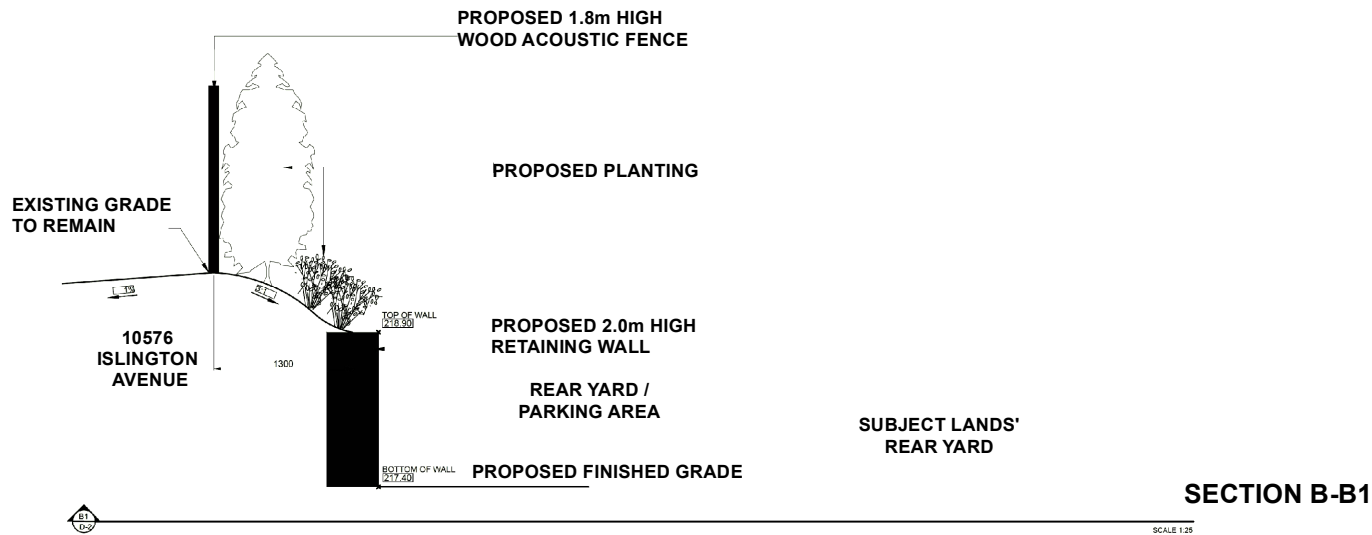 PROPOSED 1.8m HIGH
WOOD ACOUSTIC FENCE
PROPOSED PLANTING
EXISTING GRADE
TO REMAIN
TOP OF WALL
218.90
PROPOSED 2.0m HIGH
RETAINING WALL
10576
ISLINGTON
AVENUE
1300
REAR YARD /
PARKING AREA
SUBJECT LANDS'
REAR YARD
BOTTOM OF WALL
217.40
PROPOSED FINISHED GRADE
SECTION B-B1
B1
D-2
SCALE 1:25